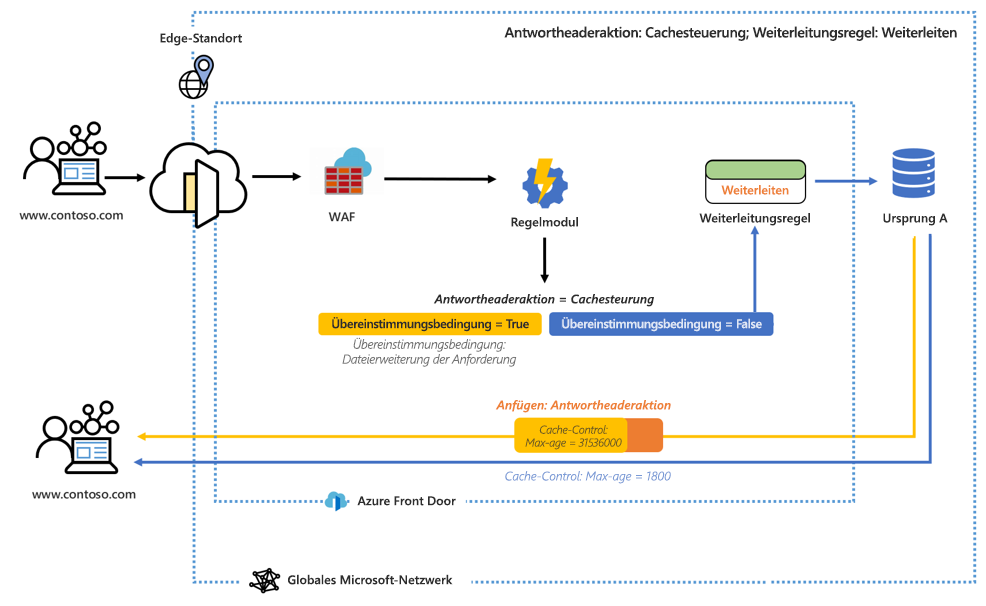 Antwortheaderaktion: Cachesteuerung; Weiterleitungsregel: Weiterleiten
Edge-Standort
www.contoso.com
WAF
Regelmodul
Weiterleiten
Weiterleitungsregel
Ursprung A
Antwortheaderaktion = Cachesteurung
Übereinstimmungsbedingung = True
Übereinstimmungsbedingung = False
Übereinstimmungsbedingung:
Dateierweiterung der Anforderung
Anfügen: Antwortheaderaktion
Cache-Control:
Max-age = 31536000
Cache-Control: Max-age = 1800
www.contoso.com
Azure Front Door
Globales Microsoft-Netzwerk